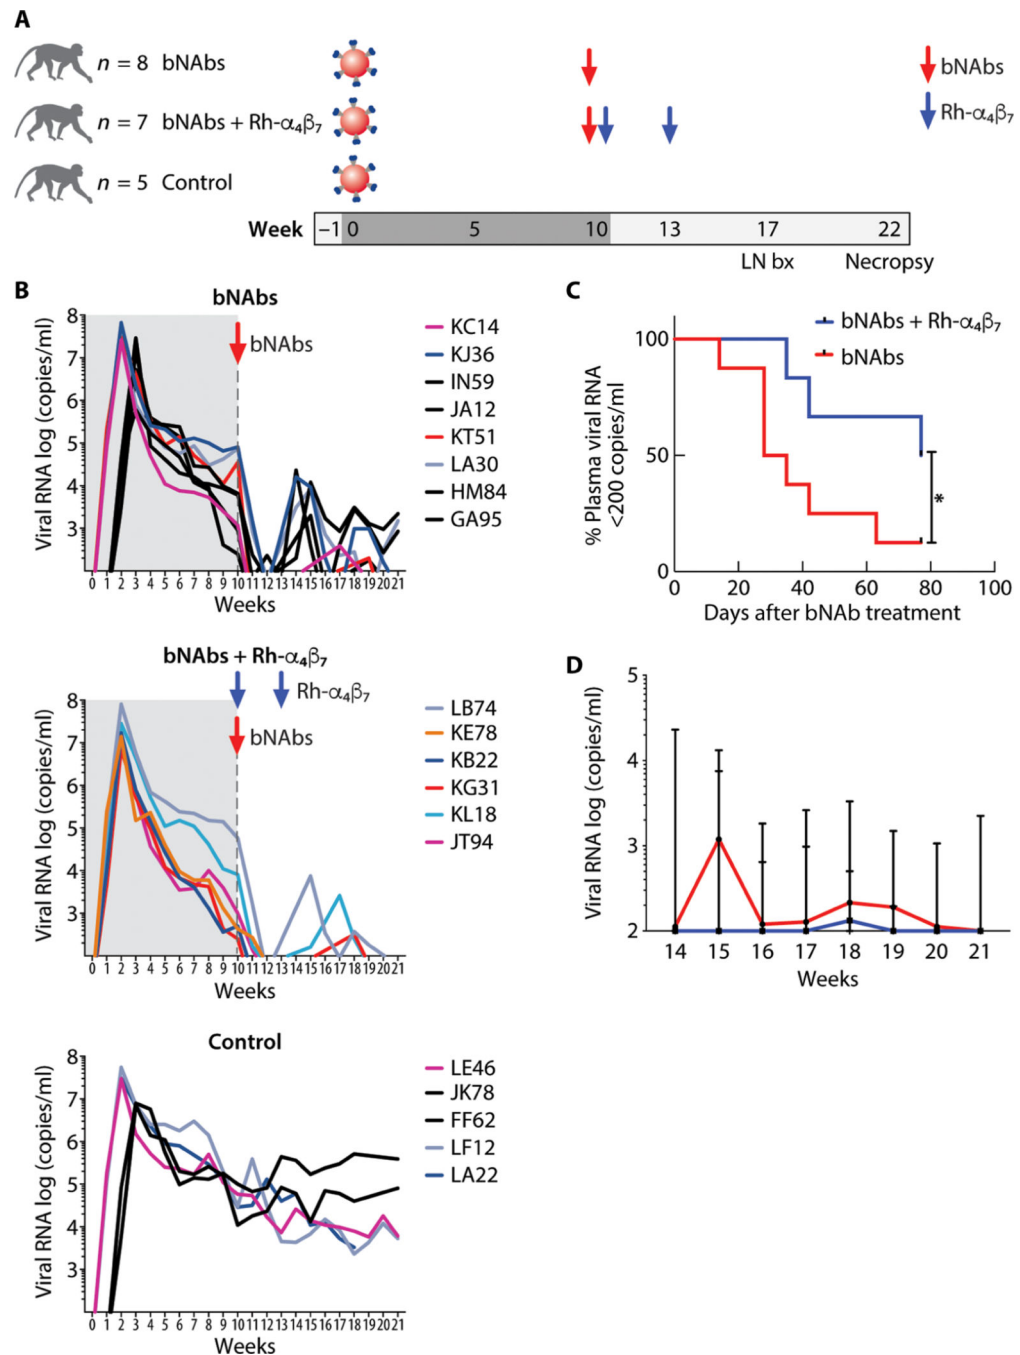 A
n = 8 bNAbs
bNAbs
n = 7 bNAbs + Rh-α₄β₇
Rh-α₄β₇
n = 5 Control
Week −1 0 5 10 13 17 22
LN bx Necropsy
B
bNAbs
Viral RNA log (copies/ml)
8
7
6
5
4
3
bNAbs
0 1 2 3 4 5 6 7 8 9 10 11 12 13 14 15 16 17 18 19 20 21
Weeks
KC14
KJ36
IN59
JA12
KT51
LA30
HM84
GA95
bNAbs + Rh-α₄β₇
Rh-α₄β₇
bNAbs
Viral RNA log (copies/ml)
8
7
6
5
4
3
0 1 2 3 4 5 6 7 8 9 10 11 12 13 14 15 16 17 18 19 20 21
Weeks
LB74
KE78
KB22
KG31
KL18
JT94
Control
Viral RNA log (copies/ml)
8
7
6
5
4
3
0 1 2 3 4 5 6 7 8 9 10 11 12 13 14 15 16 17 18 19 20 21
Weeks
LE46
JK78
FF62
LF12
LA22
C
bNAbs + Rh-α₄β₇
bNAbs
% Plasma viral RNA
<200 copies/ml
100
50
0
*
0 20 40 60 80 100
Days after bNAb treatment
D
Viral RNA log (copies/ml)
5
4
3
2
14 15 16 17 18 19 20 21
Weeks